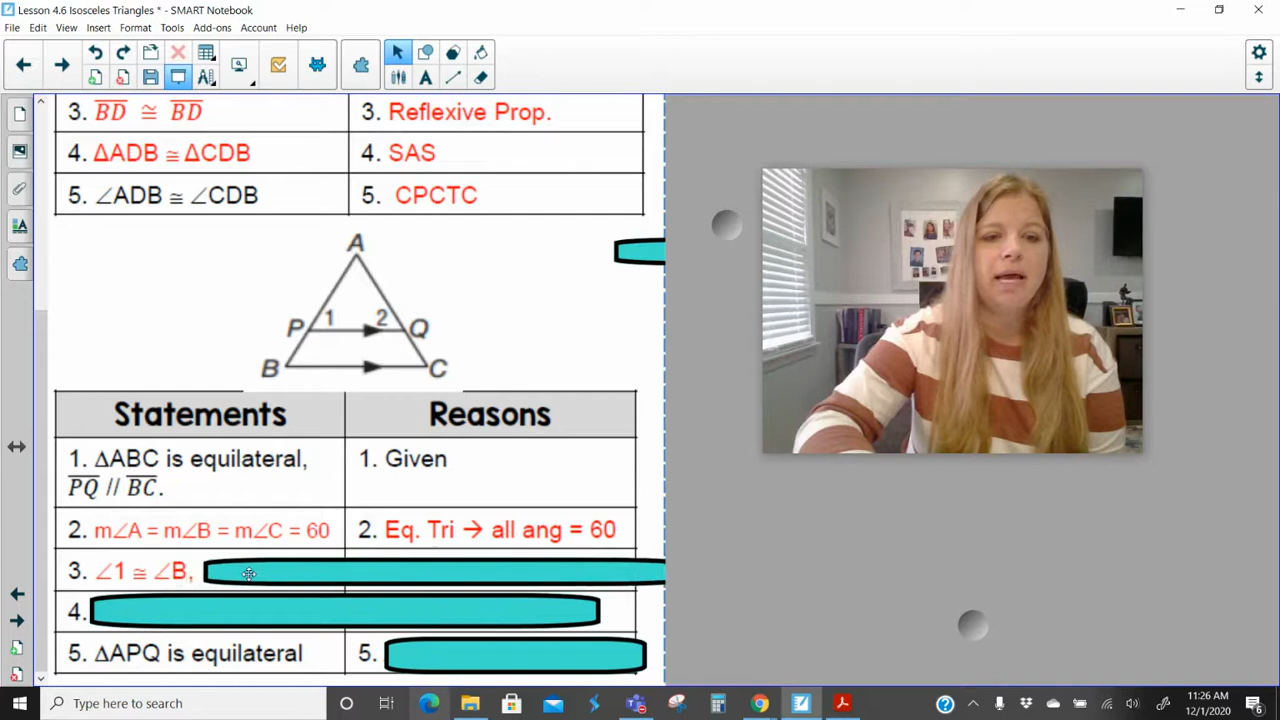 Lesson 4.6 Isosceles Triangles * - SMART Notebook
File Edit View Insert Format Tools Add-ons Account Help
3. BD ≅ BD 3. Reflexive Prop.
4. ΔADB ≅ ΔCDB 4. SAS
5. ∠ADB ≅ ∠CDB 5. CPCTC
A
P 1 2 Q
B C
Statements Reasons
1. ΔABC is equilateral, 1. Given
PQ // BC.
2. m∠A = m∠B = m∠C = 60 2. Eq. Tri → all ang = 60
3. ∠1 ≅ ∠B,
4.
5. ΔAPQ is equilateral 5.
Type here to search
11:26 AM
12/1/2020
6